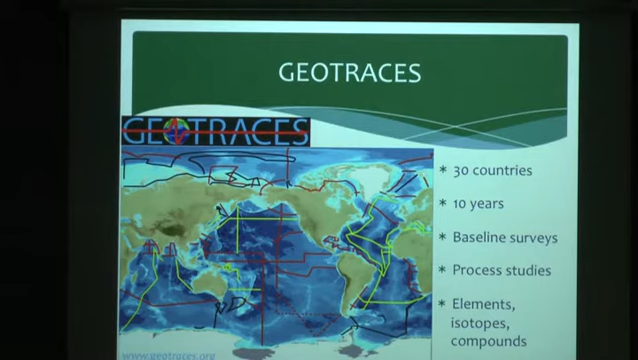 GEOTRACES
GEOTRACES
* 30 countries
* 10 years
* Baseline surveys
* Process studies
* Elements,
isotopes,
compounds
www.geotraces.org